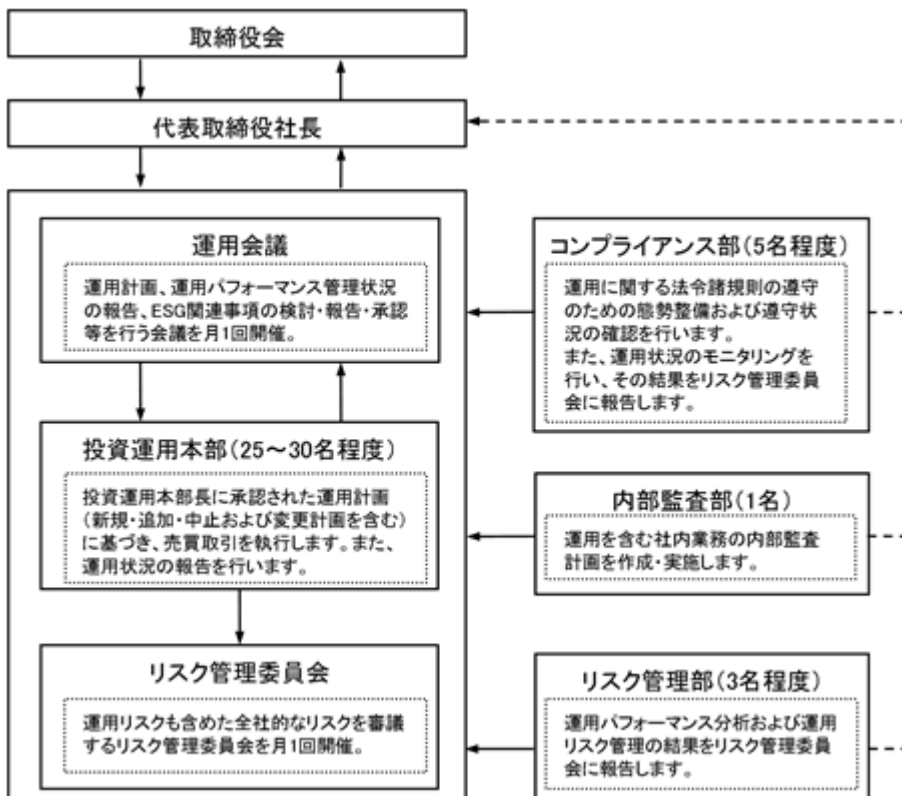 取締役会
代表取締役社長
運用会議
運用計画、運用パフォーマンス管理状況
の報告、ESG関連事項の検討・報告・承認
等を行う会議を月1回開催。
投資運用本部(25～30名程度)
投資運用本部長に承認された運用計画
(新規・追加・中止および変更計画を含む)
に基づき、売買取引を執行します。また、
運用状況の報告を行います。
リスク管理委員会
運用リスクも含めた全社的なリスクを審議
するリスク管理委員会を月1回開催。
コンプライアンス部(5名程度)
運用に関する法令諸規則の遵守
のための態勢整備および遵守状
況の確認を行います。
また、運用状況のモニタリングを
行い、その結果をリスク管理委員
会に報告します。
内部監査部(1名)
運用を含む社内業務の内部監査
計画を作成・実施します。
リスク管理部(3名程度)
運用パフォーマンス分析および運用
リスク管理の結果をリスク管理委員
会に報告します。